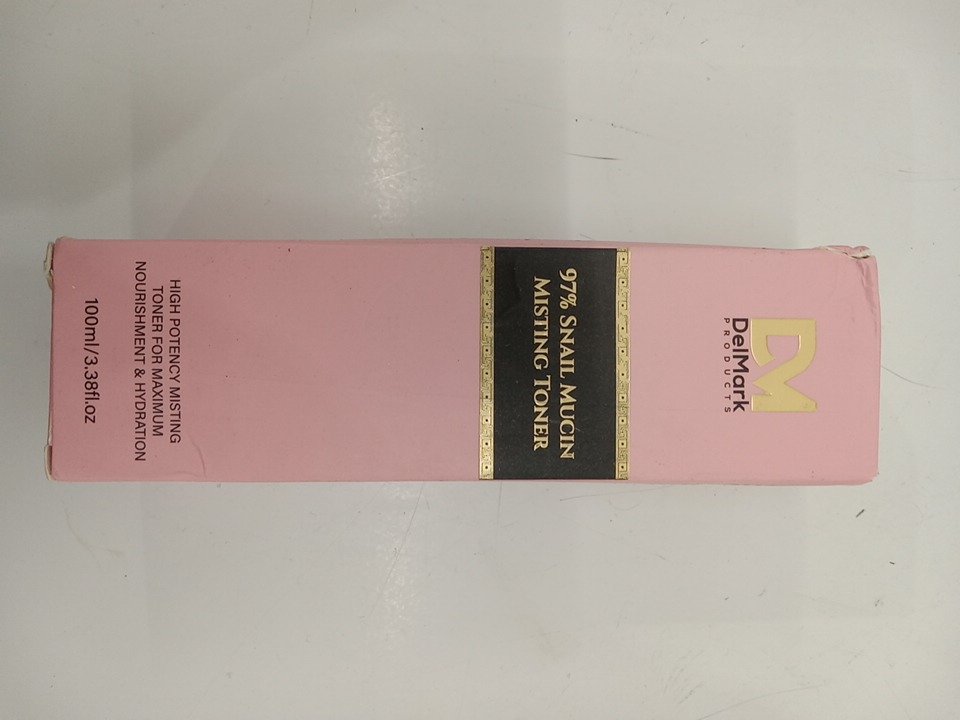 DM
DelMark
PRODUCTS
97% SNAIL MUCIN
MISTING TONER
HIGH POTENCY MISTING
TONER FOR MAXIMUM
NOURISHMENT & HYDRATION
100ml/3.38fl.oz